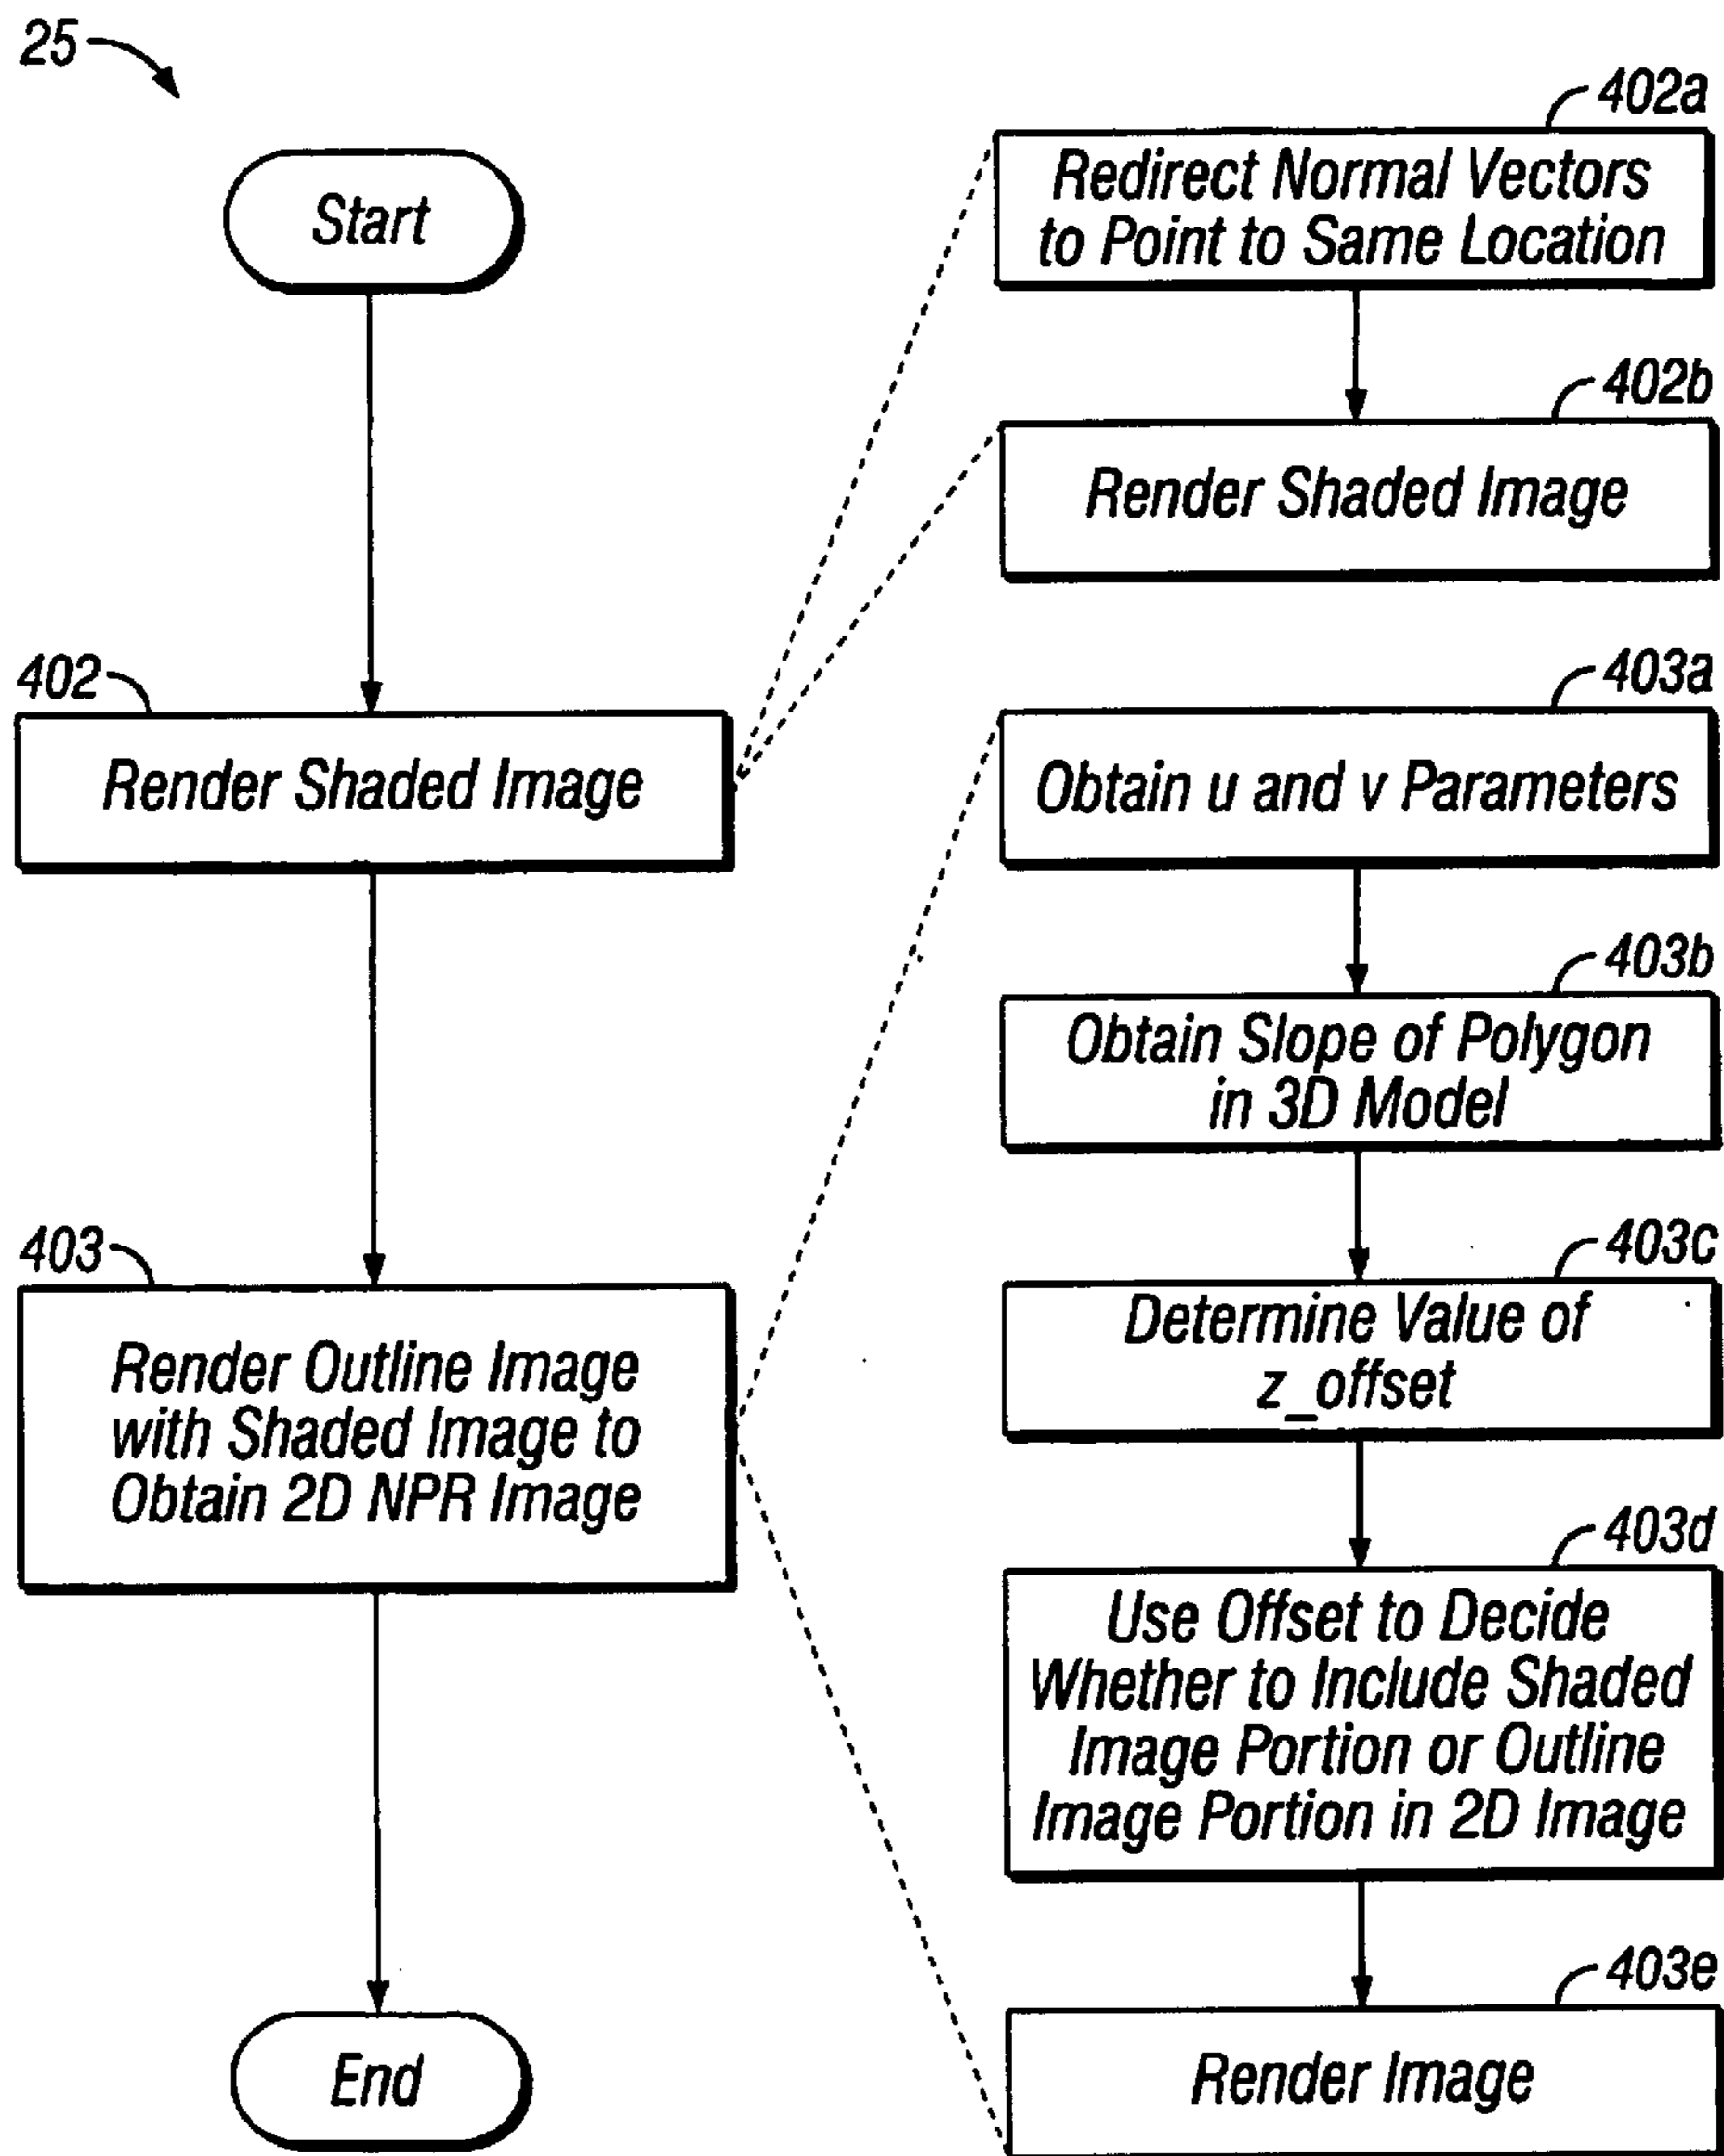 25
Start
402
Render Shaded Image
403
Render Outline Image
with Shaded Image to
Obtain 2D NPR Image
End
402a
Redirect Normal Vectors
to Point to Same Location
402b
Render Shaded Image
403a
Obtain u and v Parameters
403b
Obtain Slope of Polygon
in 3D Model
403c
Determine Value of
z_offset
403d
Use Offset to Decide
Whether to Include Shaded
Image Portion or Outline
Image Portion in 2D Image
403e
Render Image